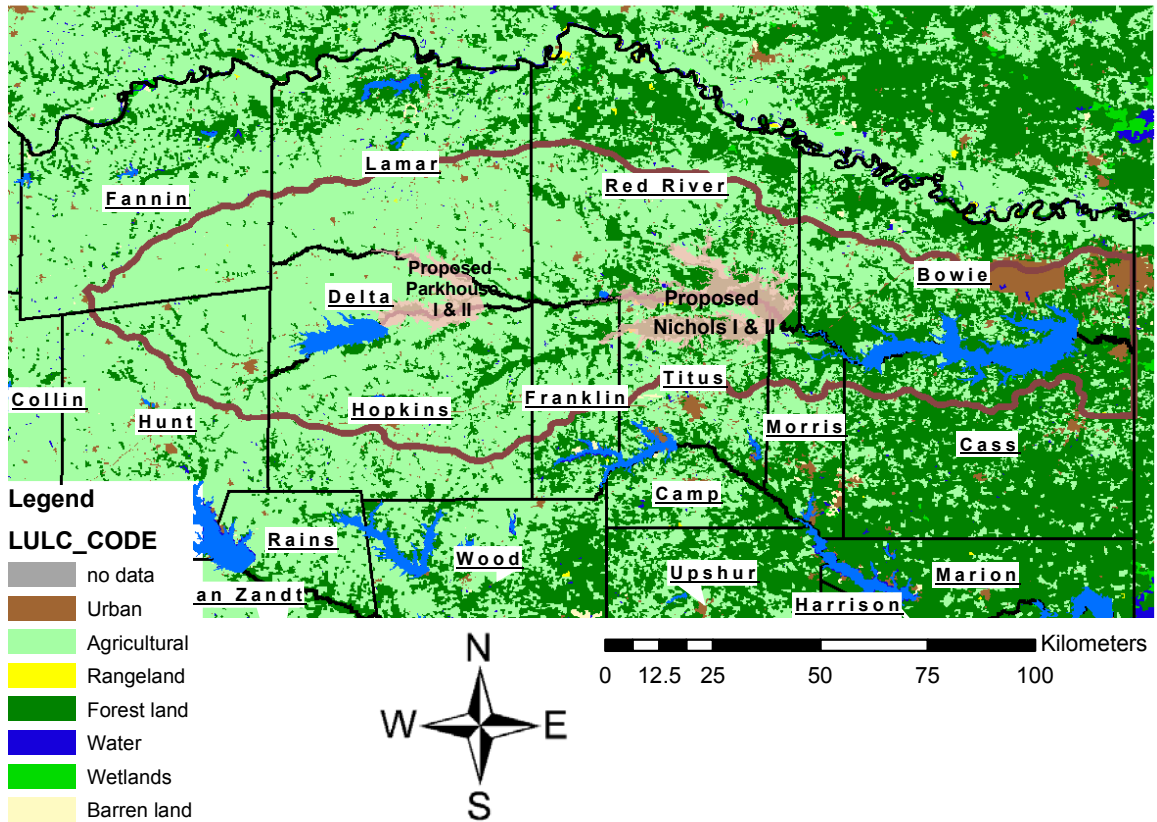 Lamar
Red River
Fannin
Proposed
Parkhouse
I & II
Delta
Bowie
Proposed
Nichols I & II
Titus
Collin
Hunt
Hopkins
Franklin
Morris
Cass
Camp
Rains
Wood
Upshur
Marion
an Zandt
Harrison
Legend
LULC_CODE
no data
Urban
Agricultural
Rangeland
Forest land
Water
Wetlands
Barren land
N
W E
S
Kilometers
0 12.5 25 50 75 100